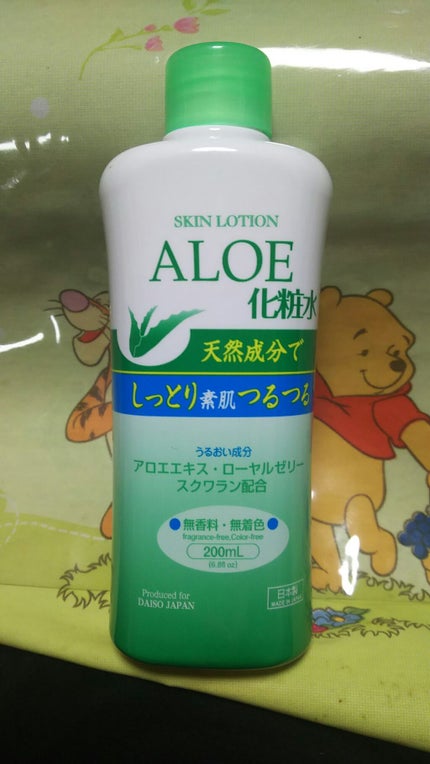 SKIN LOTION
ALOE
化粧水
天然成分で
しっとり素肌つるつる
うるおい成分
アロエエキス・ローヤルゼリー
スクワラン配合
無香料・無着色
fragrance-free,Color-free
200mL
(6.8fl oz)
Produced for
DAISO JAPAN
日本製
MADE IN JAPAN